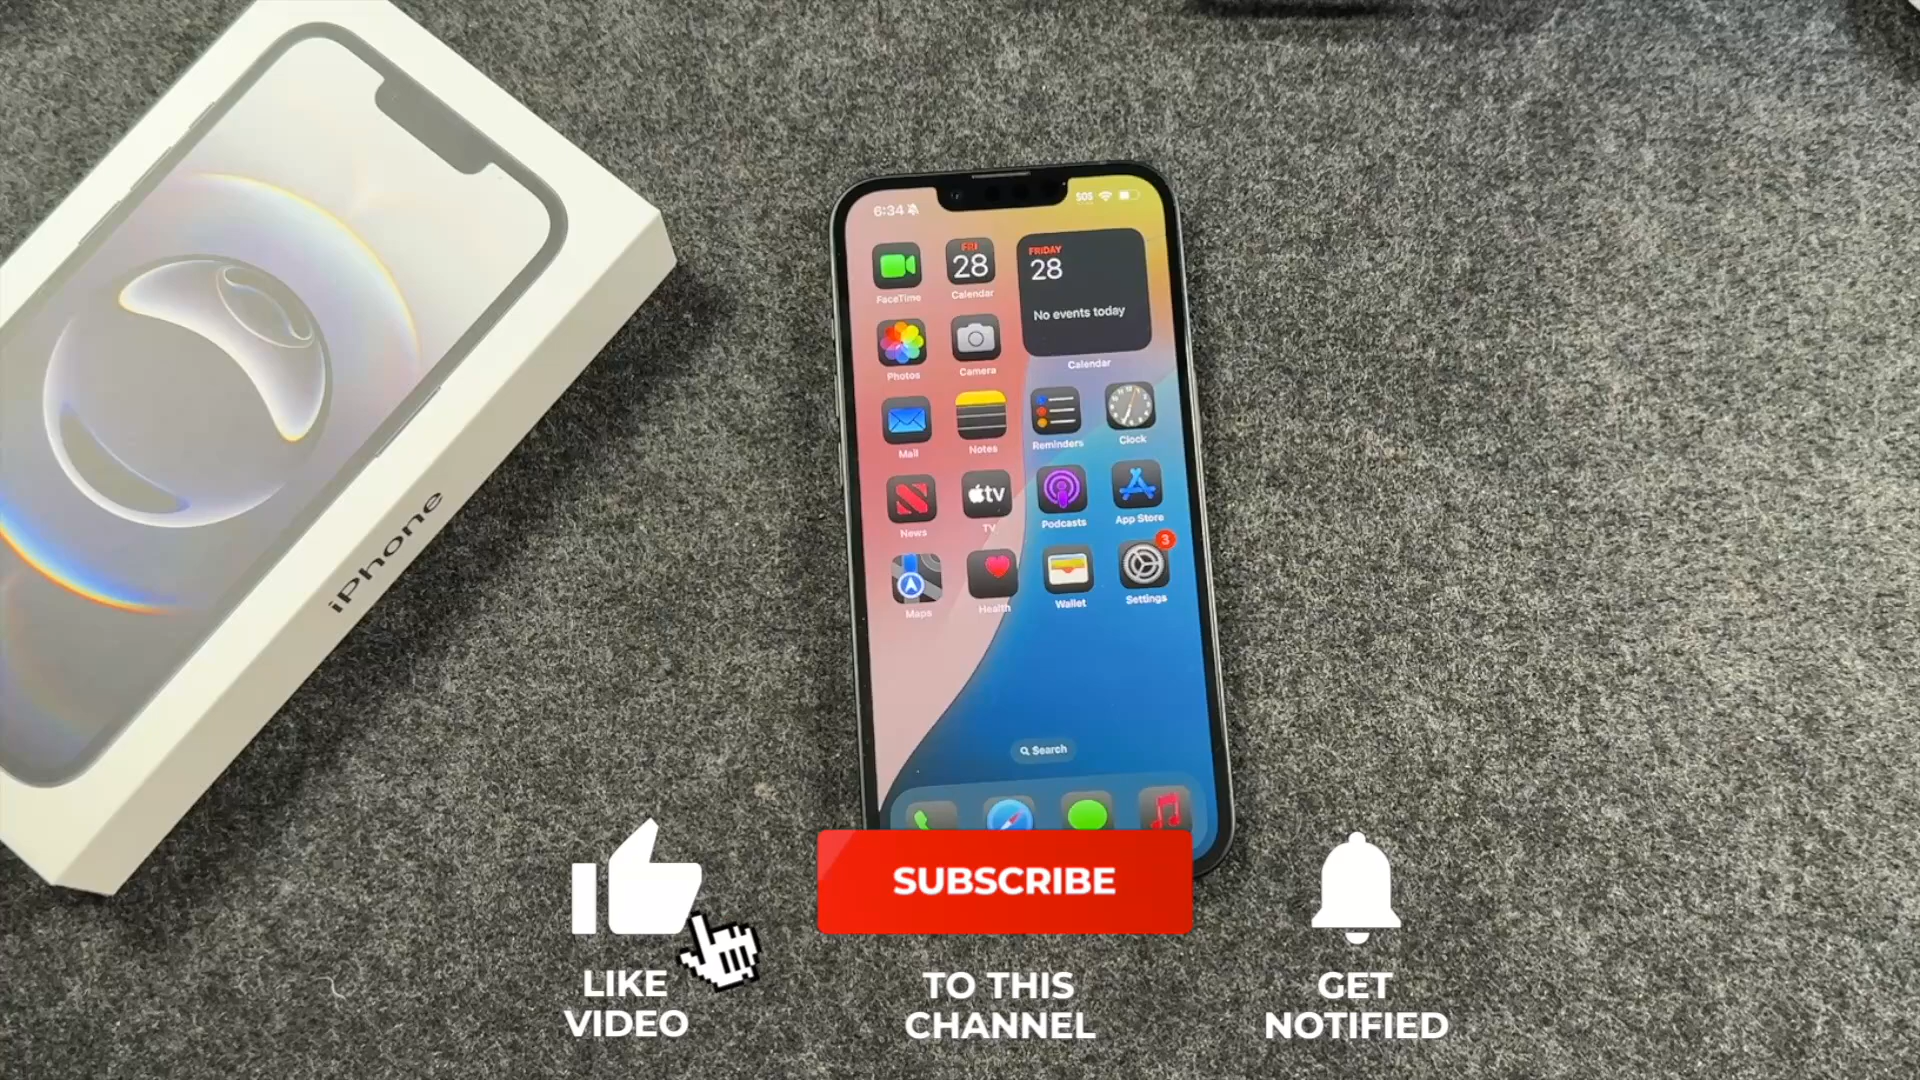 iPhone
6:34
SOS
FRI
28
FaceTime
Calendar
FRIDAY
28
No events today
Calendar
Photos
Camera
Mail
Notes
Reminders
Clock
tv
News
TV
Podcasts
App Store
3
Maps
Health
Wallet
Settings
Search
SUBSCRIBE
LIKE
VIDEO
TO THIS
CHANNEL
GET
NOTIFIED